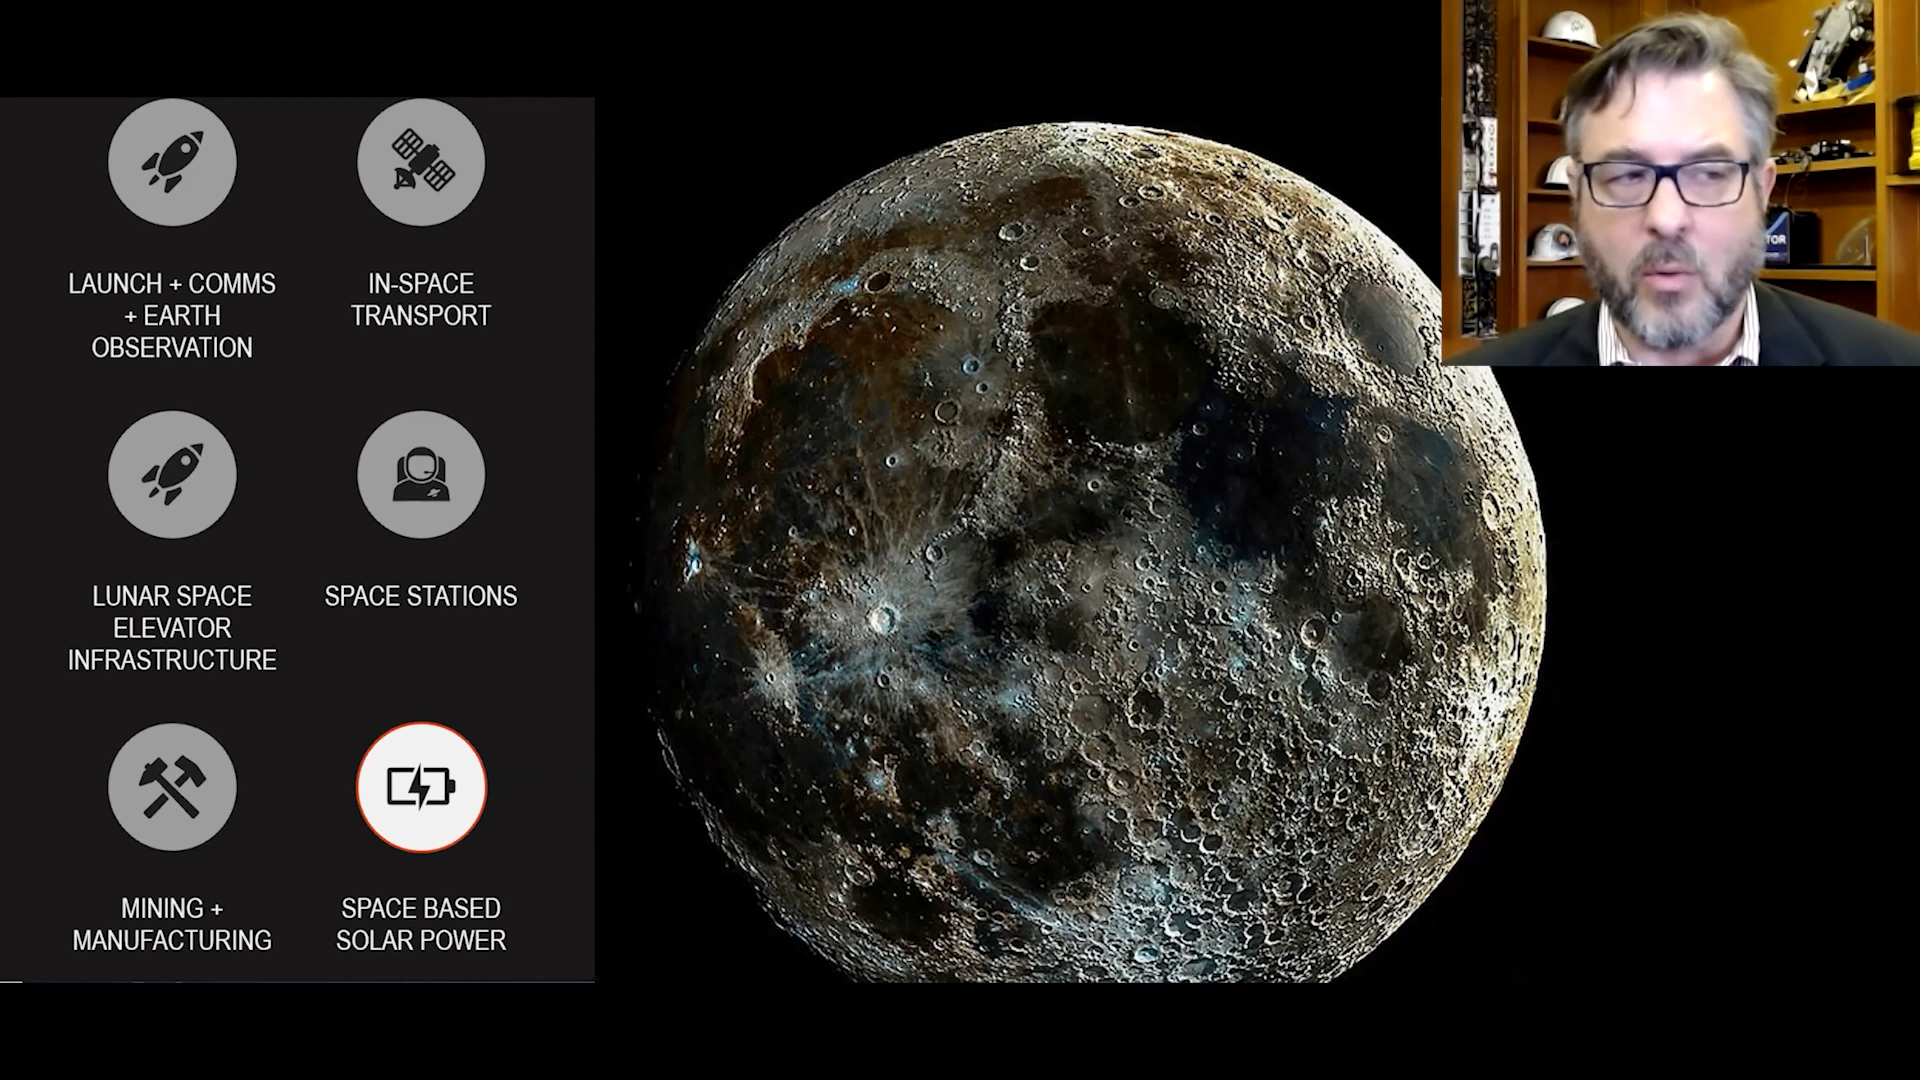 LAUNCH + COMMS
+ EARTH
OBSERVATION
IN-SPACE
TRANSPORT
LUNAR SPACE
ELEVATOR
INFRASTRUCTURE
SPACE STATIONS
MINING +
MANUFACTURING
SPACE BASED
SOLAR POWER